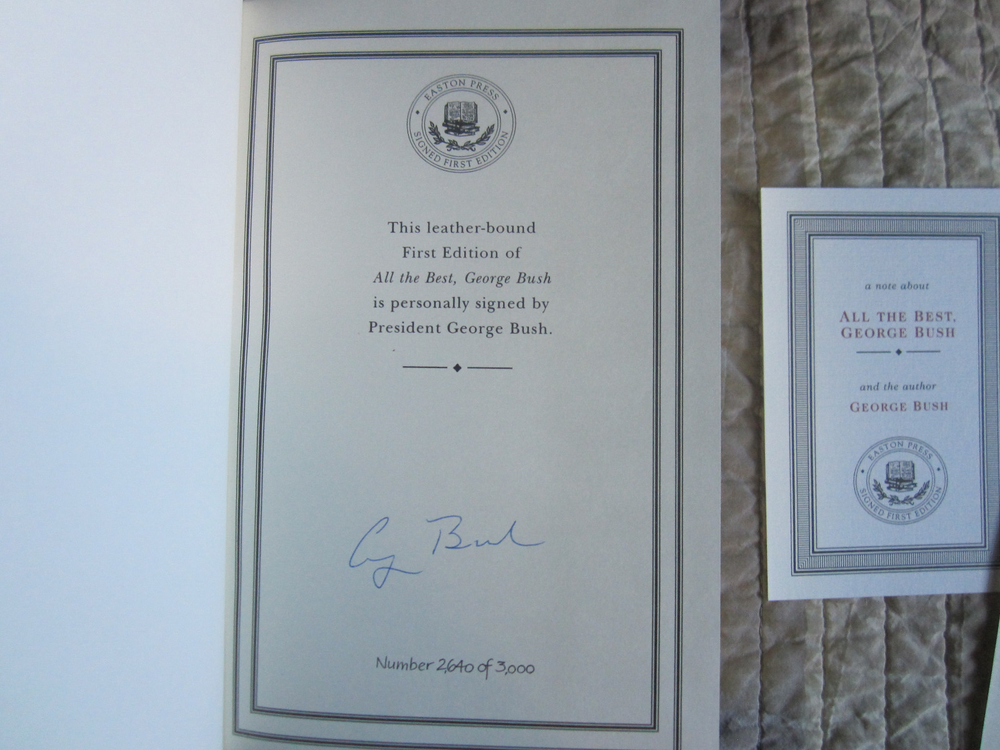 EASTON PRESS
SIGNED FIRST EDITION
This leather-bound
First Edition of
All the Best, George Bush
is personally signed by
President George Bush.
G Bush
Number 2,640 of 3,000
a note about
ALL THE BEST,
GEORGE BUSH
and the author
GEORGE BUSH
EASTON PRESS
SIGNED FIRST EDITION